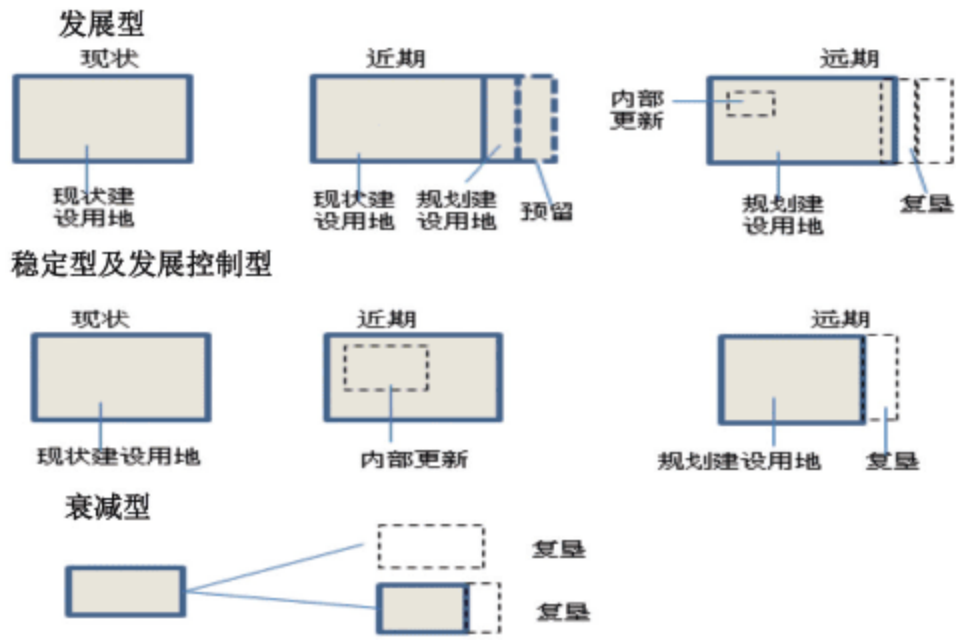 发展型
现状
近期
远期
内部
更新
现状建
设用地
现状建
设用地
规划建
设用地
预留
规划建
设用地
复垦
稳定型及发展控制型
现状
近期
远期
现状建设用地
内部更新
规划建设用地
复垦
衰减型
复垦
复垦